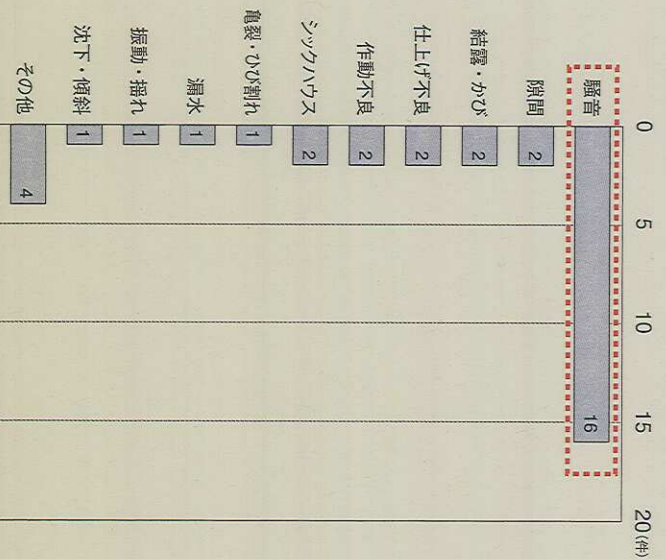 0 5 10 15 20(件)
騒音 16
隙間 2
結露・かび 2
仕上げ不良 2
作動不良 2
シックハウス 2
亀裂・ひび割れ 1
漏水 1
振動・揺れ 1
沈下・傾斜 1
その他 4